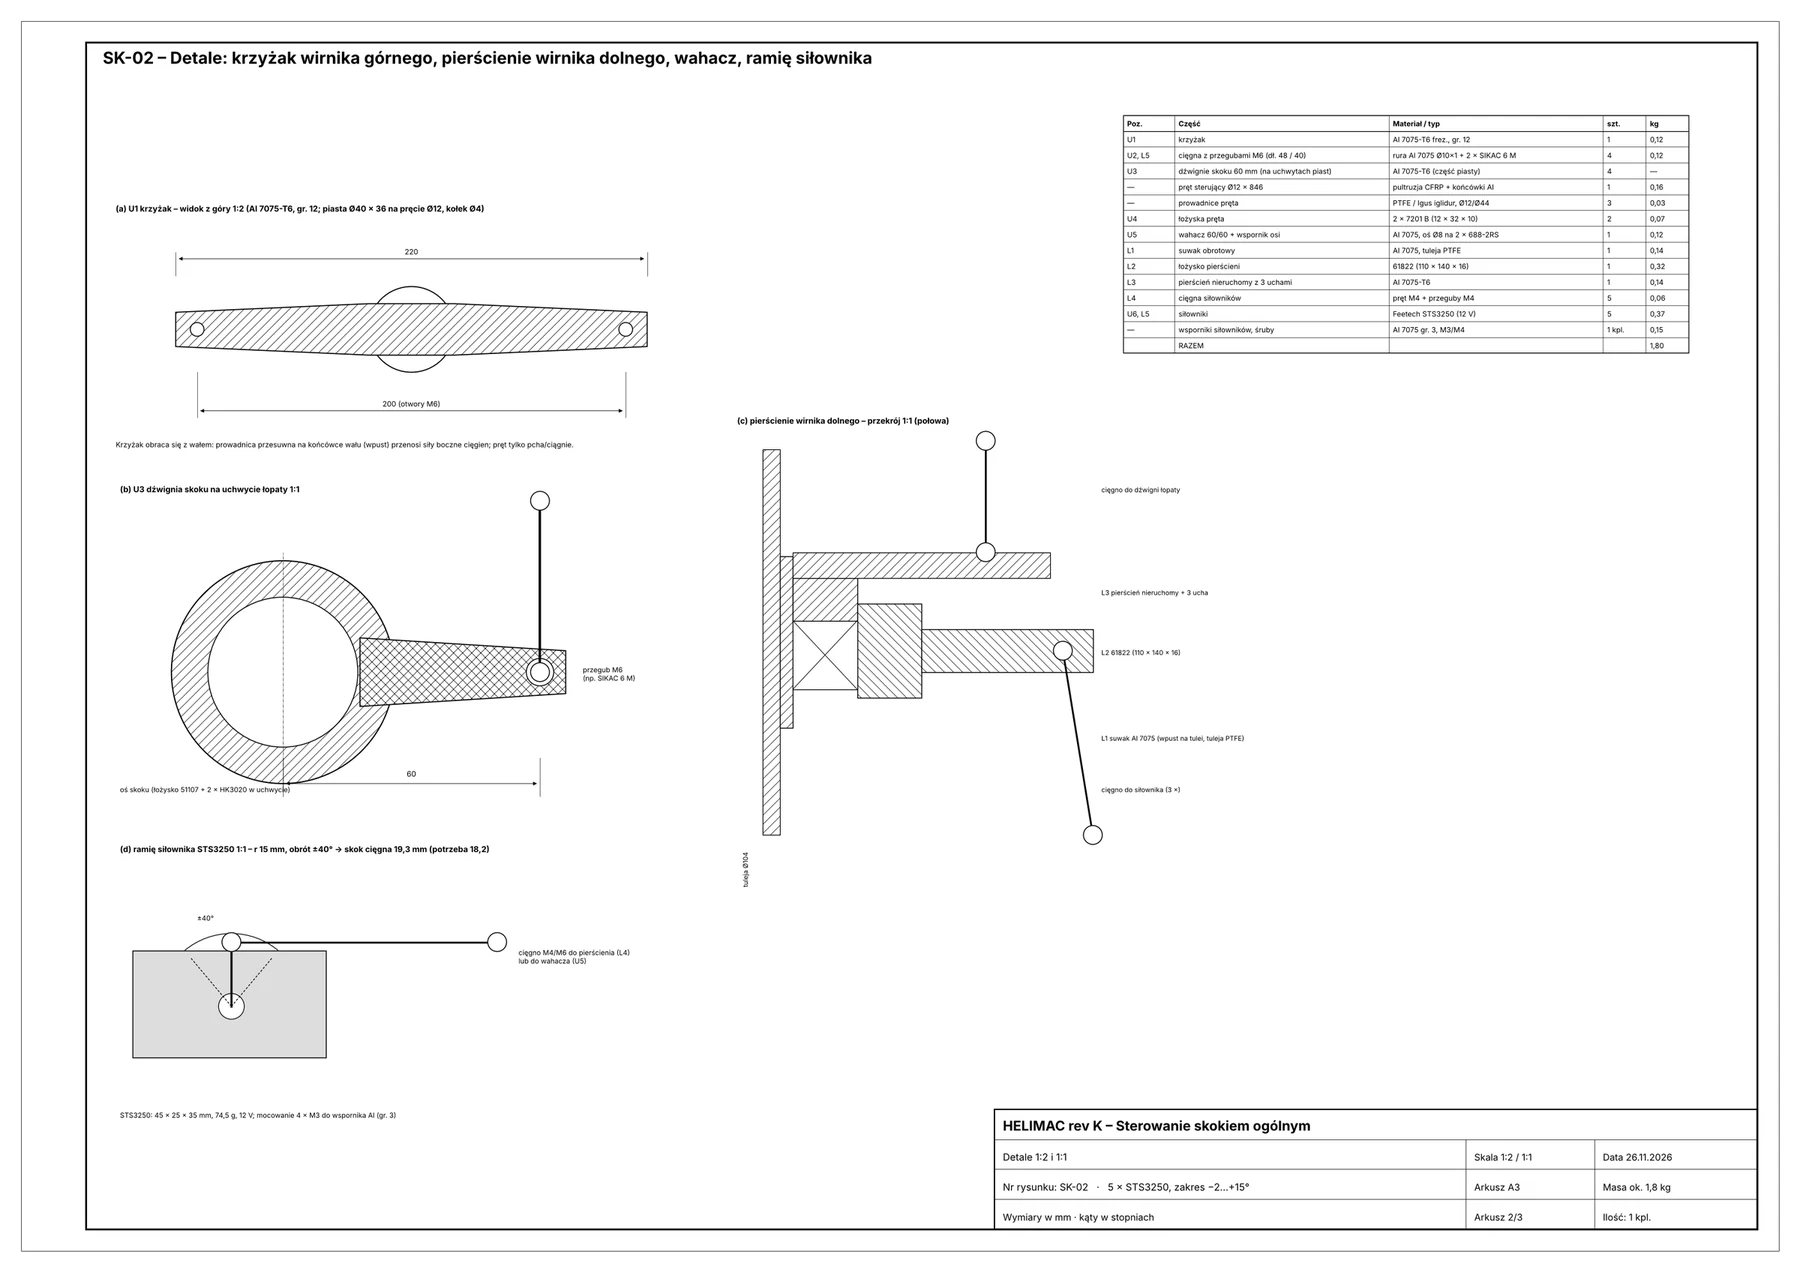 SK-02 – Detale: krzyżak wirnika górnego, pierścienie wirnika dolnego, wahacz, ramię siłownika
Poz. Część Materiał / typ szt. kg
U1 krzyżak Al 7075-T6 frez., gr. 12 1 0,12
U2, L5 cięgna z przegubami M6 (dł. 48 / 40) rura Al 7075 Ø10×1 + 2 × SIKAC 6 M 4 0,12
U3 dźwignie skoku 60 mm (na uchwytach piast) Al 7075-T6 (część piasty) 4 —
— pręt sterujący Ø12 × 846 pultruzja CFRP + końcówki Al 1 0,16
— prowadnice pręta PTFE / Igus iglidur, Ø12/Ø44 3 0,03
U4 łożyska pręta 2 × 7201 B (12 × 32 × 10) 2 0,07
U5 wahacz 60/60 + wspornik osi Al 7075, oś Ø8 na 2 × 688-2RS 1 0,12
L1 suwak obrotowy Al 7075, tuleja PTFE 1 0,14
L2 łożysko pierścieni 61822 (110 × 140 × 16) 1 0,32
L3 pierścień nieruchomy z 3 uchami Al 7075-T6 1 0,14
L4 cięgna siłowników pręt M4 + przeguby M4 5 0,06
U6, L5 siłowniki Feetech STS3250 (12 V) 5 0,37
— wsporniki siłowników, śruby Al 7075 gr. 3, M3/M4 1 kpl. 0,15
RAZEM 1,80
(a) U1 krzyżak – widok z góry 1:2 (Al 7075-T6, gr. 12; piasta Ø40 × 36 na pręcie Ø12, kołek Ø4)
220
200 (otwory M6)
Krzyżak obraca się z wałem: prowadnica przesuwna na końcówce wału (wpust) przenosi siły boczne cięgien; pręt tylko pcha/ciągnie.
(b) U3 dźwignia skoku na uchwycie łopaty 1:1
przegub M6
(np. SIKAC 6 M)
60
oś skoku (łożysko 51107 + 2 × HK3020 w uchwycie)
(c) pierścienie wirnika dolnego – przekrój 1:1 (połowa)
cięgno do dźwigni łopaty
L3 pierścień nieruchomy + 3 ucha
L2 61822 (110 × 140 × 16)
L1 suwak Al 7075 (wpust na tulei, tuleja PTFE)
cięgno do siłownika (3 ×)
tuleja Ø104
(d) ramię siłownika STS3250 1:1 – r 15 mm, obrót ±40° → skok cięgna 19,3 mm (potrzeba 18,2)
±40°
cięgno M4/M6 do pierścienia (L4)
lub do wahacza (U5)
STS3250: 45 × 25 × 35 mm, 74,5 g, 12 V; mocowanie 4 × M3 do wspornika Al (gr. 3)
HELIMAC rev K – Sterowanie skokiem ogólnym
Detale 1:2 i 1:1 Skala 1:2 / 1:1 Data 26.11.2026
Nr rysunku: SK-02 · 5 × STS3250, zakres −2…+15° Arkusz A3 Masa ok. 1,8 kg
Wymiary w mm · kąty w stopniach Arkusz 2/3 Ilość: 1 kpl.